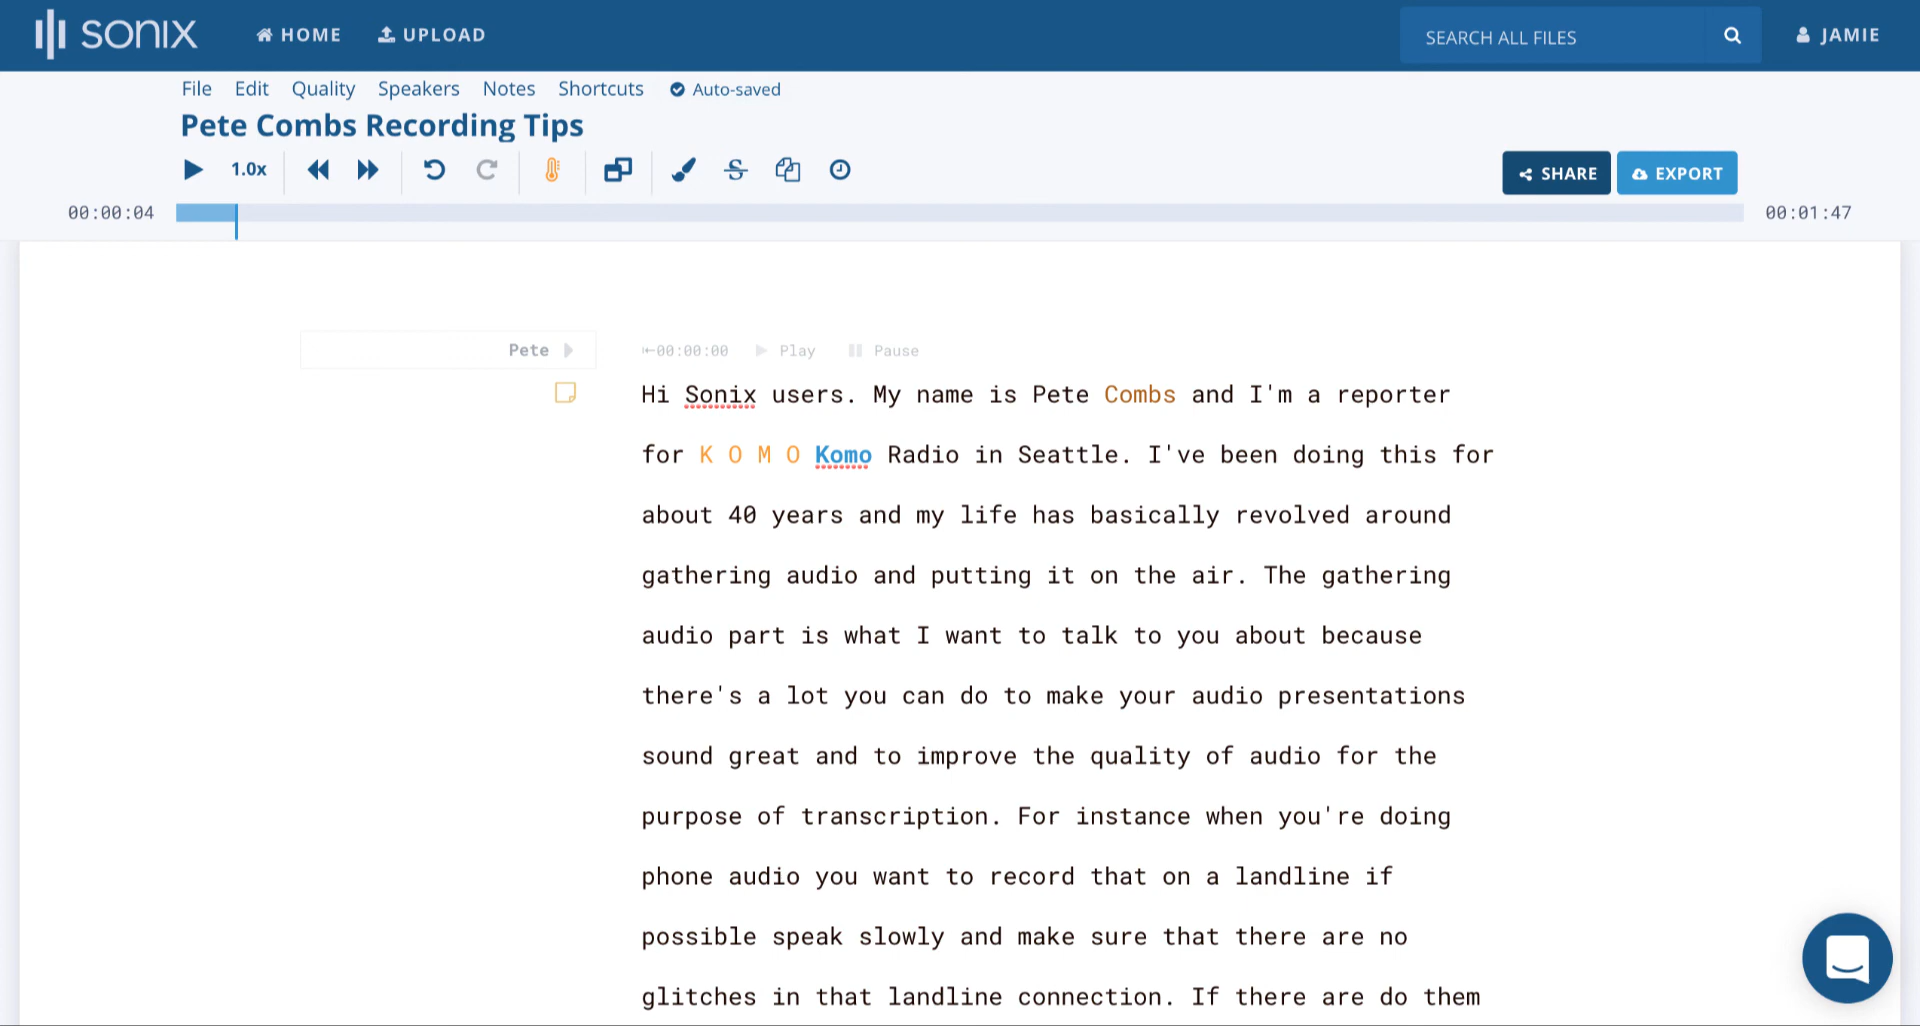 sonix HOME UPLOAD SEARCH ALL FILES JAMIE
File Edit Quality Speakers Notes Shortcuts Auto-saved
Pete Combs Recording Tips
1.0x SHARE EXPORT
00:00:04 00:01:47
Pete 00:00:00 Play Pause
Hi Sonix users. My name is Pete Combs and I'm a reporter
for K O M O Komo Radio in Seattle. I've been doing this for
about 40 years and my life has basically revolved around
gathering audio and putting it on the air. The gathering
audio part is what I want to talk to you about because
there's a lot you can do to make your audio presentations
sound great and to improve the quality of audio for the
purpose of transcription. For instance when you're doing
phone audio you want to record that on a landline if
possible speak slowly and make sure that there are no
glitches in that landline connection. If there are do them